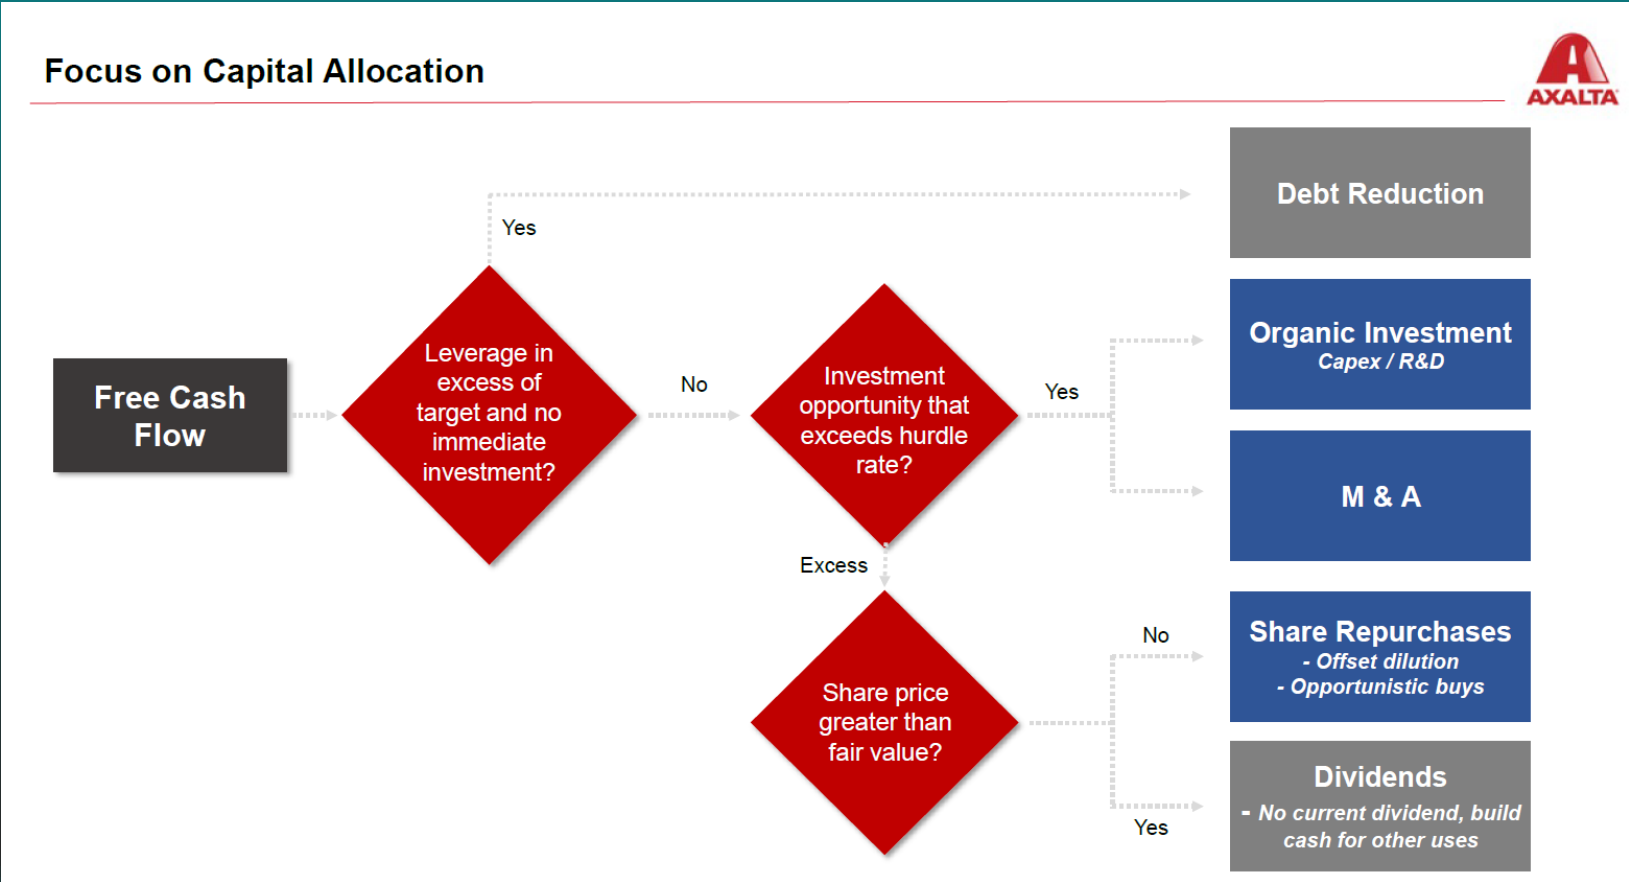 Focus on Capital Allocation
AXALTA
Debt Reduction
Yes
Organic Investment
Capex / R&D
Leverage in
excess of
target and no
immediate
investment?
Free Cash
Flow
No
Investment
opportunity that
exceeds hurdle
rate?
Yes
M & A
Excess
Share Repurchases
- Offset dilution
- Opportunistic buys
No
Share price
greater than
fair value?
Yes
Dividends
- No current dividend, build
cash for other uses